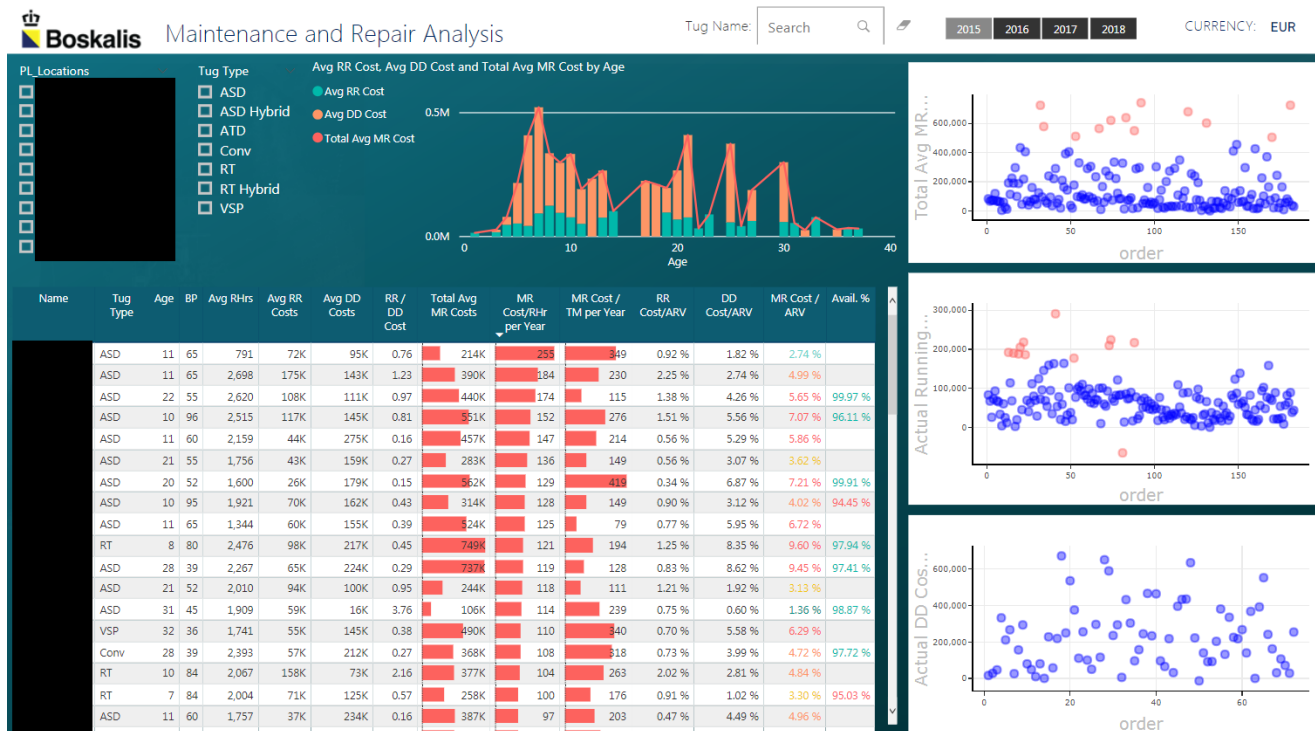 Boskalis
Maintenance and Repair Analysis
Tug Name:
Search
2015 2016 2017 2018
CURRENCY: EUR
PL_Locations
Tug Type
ASD
ASD Hybrid
ATD
Conv
RT
RT Hybrid
VSP
Avg RR Cost, Avg DD Cost and Total Avg MR Cost by Age
Avg RR Cost
Avg DD Cost
Total Avg MR Cost
0.5M
0.0M
0 10 20 30 40
Age
Total Avg MR...
600,000
400,000
200,000
0
0 50 100 150
order
Actual Running...
300,000
200,000
100,000
0
0 50 100 150
order
Actual DD Cos...
600,000
400,000
200,000
0
0 20 40 60
order
Name Tug Type Age BP Avg RHrs Avg RR Costs Avg DD Costs RR / DD Cost Total Avg MR Costs MR Cost/RHr per Year MR Cost / TM per Year RR Cost/ARV DD Cost/ARV MR Cost / ARV Avail. %
ASD 11 65 791 72K 95K 0.76 214K 255 349 0.92 % 1.82 % 2.74 %
ASD 11 65 2,698 175K 143K 1.23 390K 184 230 2.25 % 2.74 % 4.99 %
ASD 22 55 2,620 108K 111K 0.97 440K 174 115 1.38 % 4.26 % 5.65 % 99.97 %
ASD 10 96 2,515 117K 145K 0.81 551K 152 276 1.51 % 5.56 % 7.07 % 96.11 %
ASD 11 60 2,159 44K 275K 0.16 457K 147 214 0.56 % 5.29 % 5.86 %
ASD 21 55 1,756 43K 159K 0.27 283K 136 149 0.56 % 3.07 % 3.62 %
ASD 20 52 1,600 26K 179K 0.15 562K 129 419 0.34 % 6.87 % 7.21 % 99.91 %
ASD 10 95 1,921 70K 162K 0.43 314K 128 149 0.90 % 3.12 % 4.02 % 94.45 %
ASD 11 65 1,344 60K 155K 0.39 524K 125 79 0.77 % 5.95 % 6.72 %
RT 8 80 2,476 98K 217K 0.45 749K 121 194 1.25 % 8.35 % 9.60 % 97.94 %
ASD 28 39 2,267 65K 224K 0.29 737K 119 128 0.83 % 8.62 % 9.45 % 97.41 %
ASD 21 52 2,010 94K 100K 0.95 244K 118 111 1.21 % 1.92 % 3.13 %
ASD 31 45 1,909 59K 16K 3.76 106K 114 239 0.75 % 0.60 % 1.36 % 98.87 %
VSP 32 36 1,741 55K 145K 0.38 490K 110 340 0.70 % 5.58 % 6.29 %
Conv 28 39 2,393 57K 212K 0.27 368K 108 318 0.73 % 3.99 % 4.72 % 97.72 %
RT 10 84 2,067 158K 73K 2.16 377K 104 263 2.02 % 2.81 % 4.84 %
RT 7 84 2,004 71K 125K 0.57 258K 100 176 0.91 % 1.02 % 3.30 % 95.03 %
ASD 11 60 1,757 37K 234K 0.16 387K 97 203 0.47 % 4.49 % 4.96 %